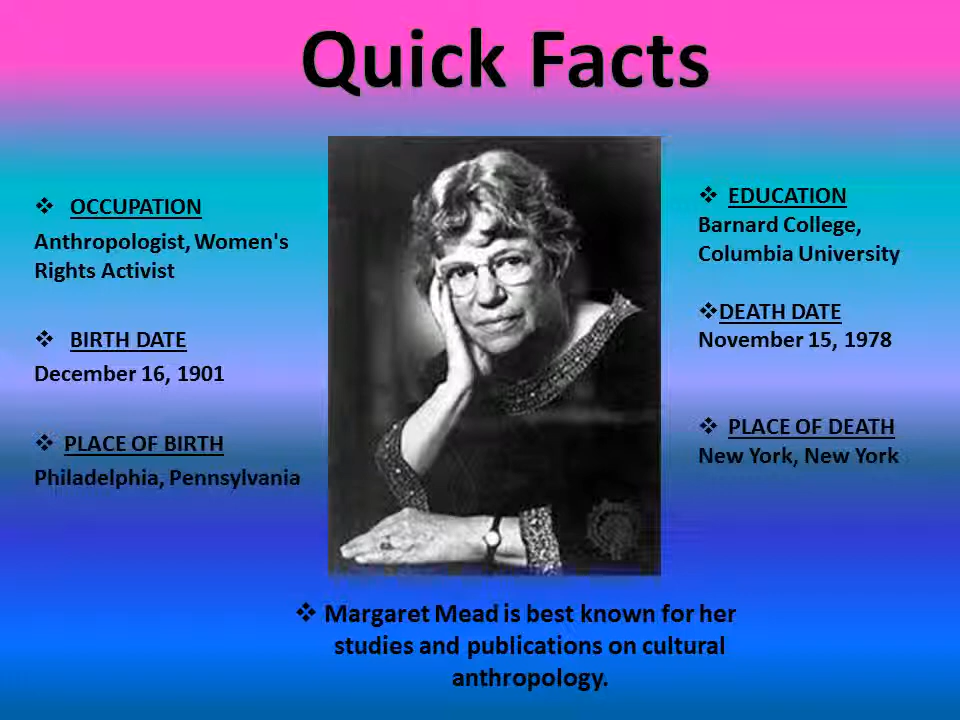 Quick Facts
❖ OCCUPATION
Anthropologist, Women's
Rights Activist
❖ BIRTH DATE
December 16, 1901
❖ PLACE OF BIRTH
Philadelphia, Pennsylvania
❖ EDUCATION
Barnard College,
Columbia University
❖DEATH DATE
November 15, 1978
❖ PLACE OF DEATH
New York, New York
❖ Margaret Mead is best known for her
studies and publications on cultural
anthropology.